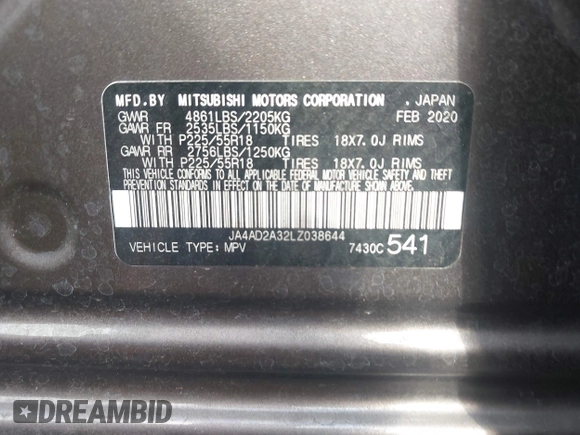 MFD.BY MITSUBISHI MOTORS CORPORATION . JAPAN
GVWR 4861LBS/2205KG FEB 2020
GAWR FR 2535LBS/1150KG
WITH P225/55R18 TIRES 18X7.0J RIMS
GAWR RR 2756LBS/1250KG
WITH P225/55R18 TIRES 18X7.0J RIMS
THIS VEHICLE CONFORMS TO ALL APPLICABLE FEDERAL MOTOR VEHICLE SAFETY AND THEFT
PREVENTION STANDARDS IN EFFECT ON THE DATE OF MANUFACTURE SHOWN ABOVE.
JA4AD2A32LZ038644
VEHICLE TYPE: MPV 7430C 541
DREAMBID